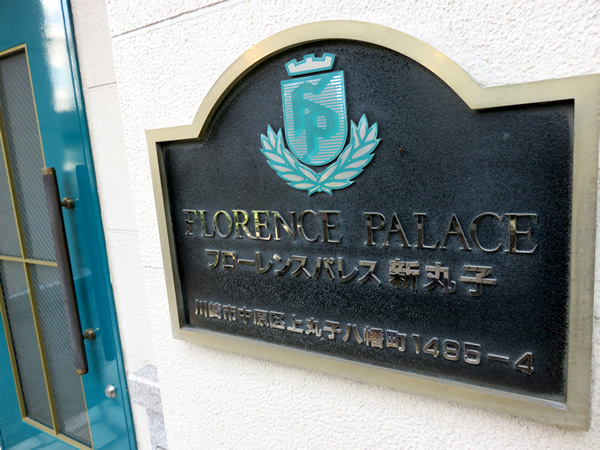 FP
FLORENCE PALACE
フローレンスパレス 新丸子
川崎市中原区上丸子八幡町1495-4